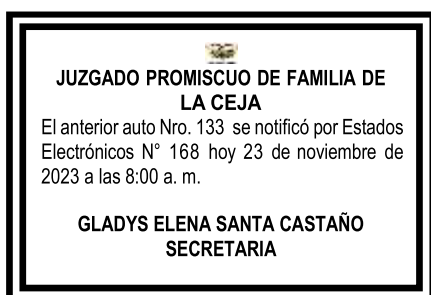 JUZGADO PROMISCUO DE FAMILIA DE
LA CEJA
El anterior auto Nro. 133 se notificó por Estados
Electrónicos N° 168 hoy 23 de noviembre de
2023 a las 8:00 a. m.
GLADYS ELENA SANTA CASTAÑO
SECRETARIA